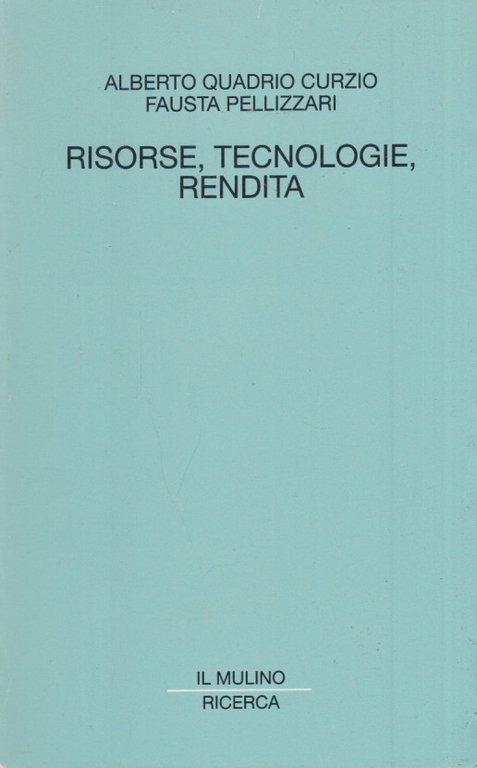 ALBERTO QUADRIO CURZIO
FAUSTA PELLIZZARI
RISORSE, TECNOLOGIE,
RENDITA
IL MULINO
RICERCA